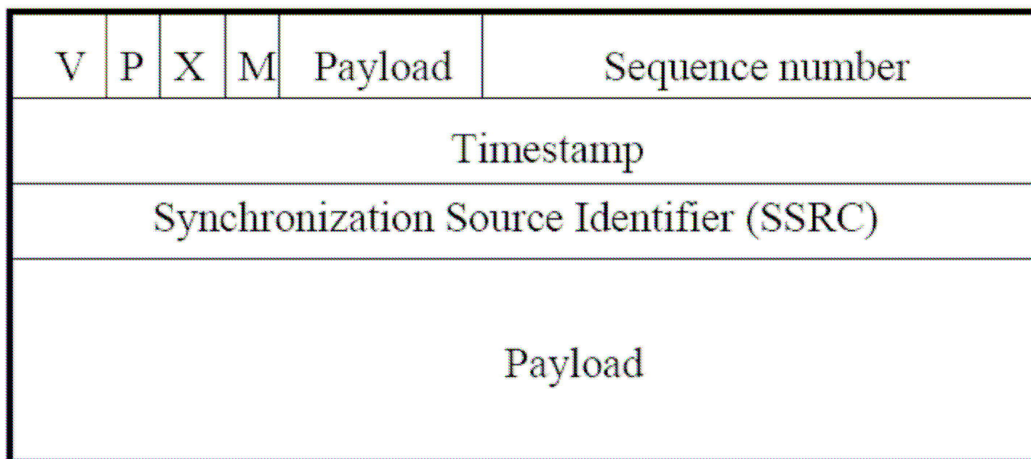 V P X M Payload Sequence number
Timestamp
Synchronization Source Identifier (SSRC)
Payload